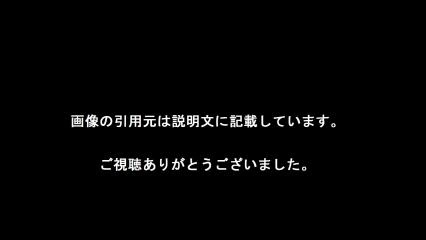 画像の引用元は説明文に記載しています。
ご視聴ありがとうございました。